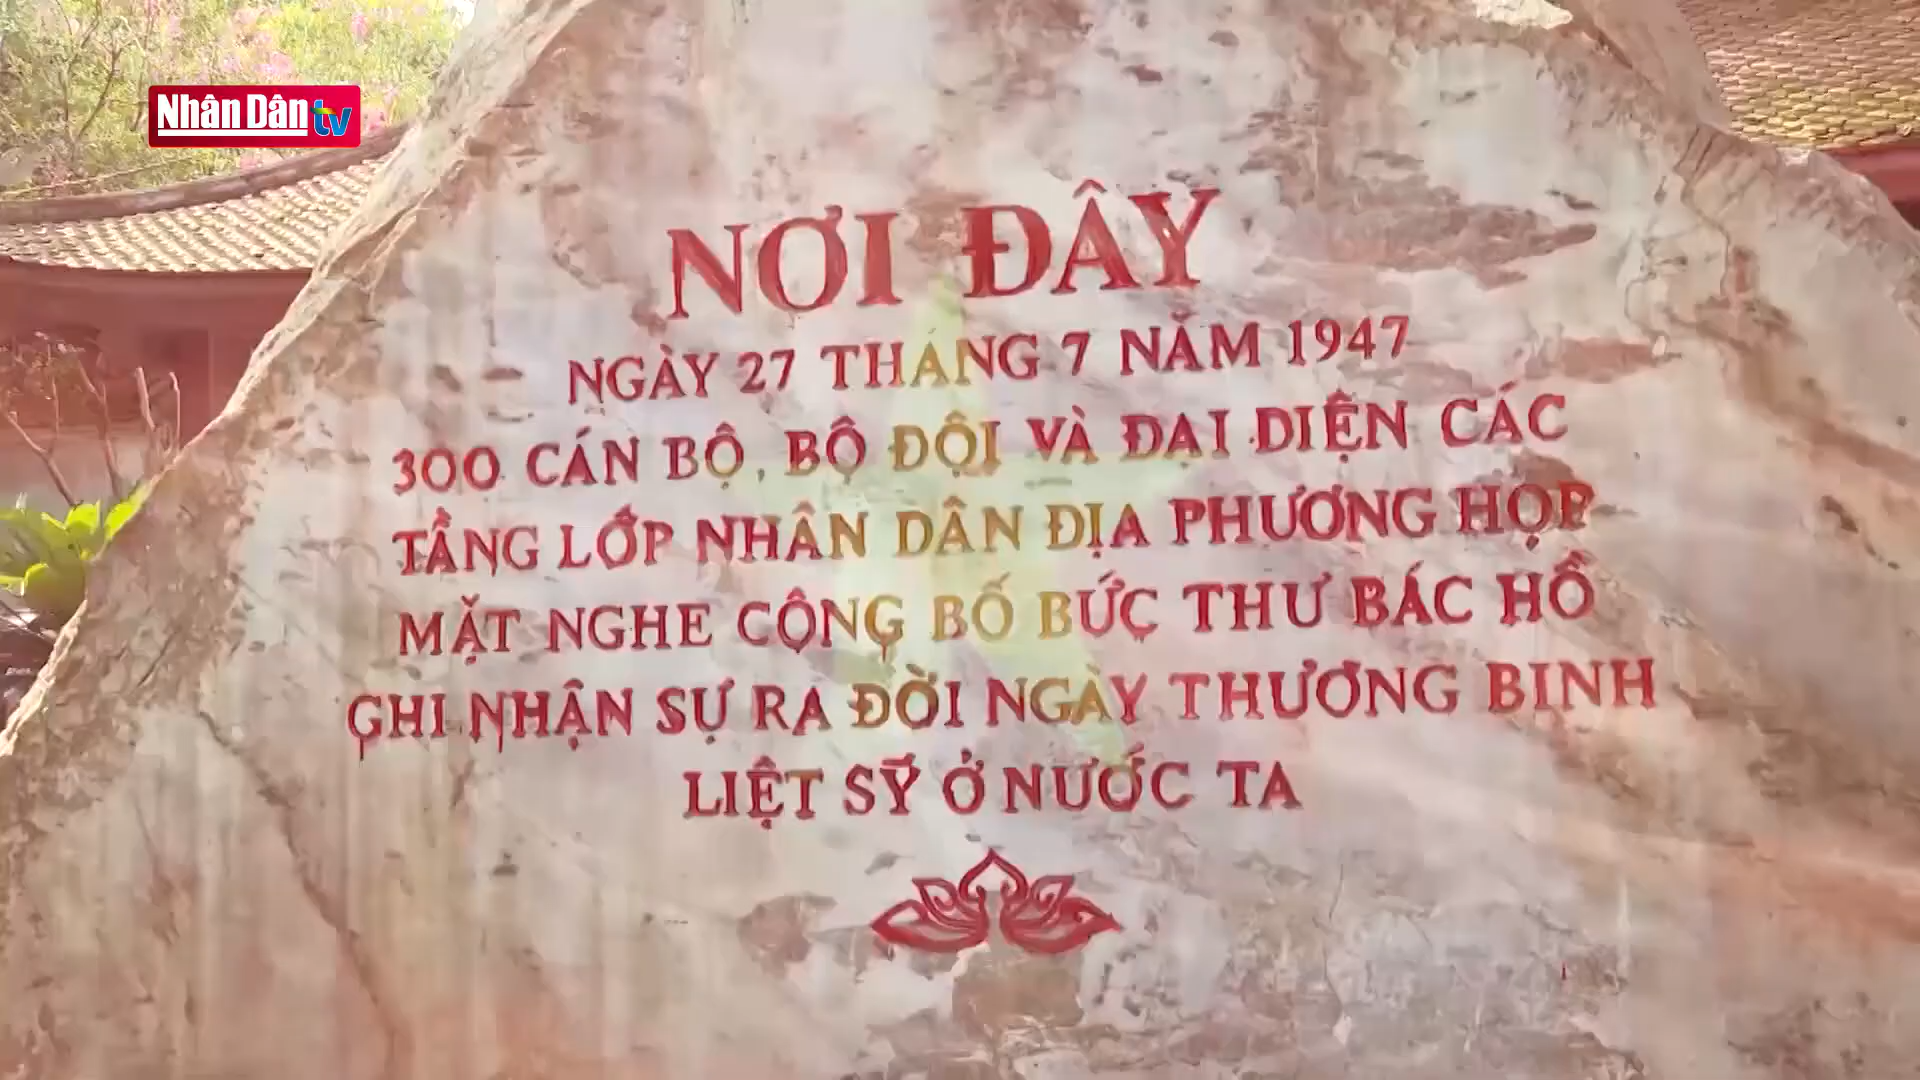 Nhân Dân tv
NƠI ĐÂY
NGÀY 27 THÁNG 7 NĂM 1947
300 CÁN BỘ, BỘ ĐỘI VÀ ĐẠI DIỆN CÁC
TẦNG LỚP NHÂN DÂN ĐỊA PHƯƠNG HỌP
MẶT NGHE CÔNG BỐ BỨC THƯ BÁC HỒ
GHI NHẬN SỰ RA ĐỜI NGÀY THƯƠNG BINH
LIỆT SỸ Ở NƯỚC TA